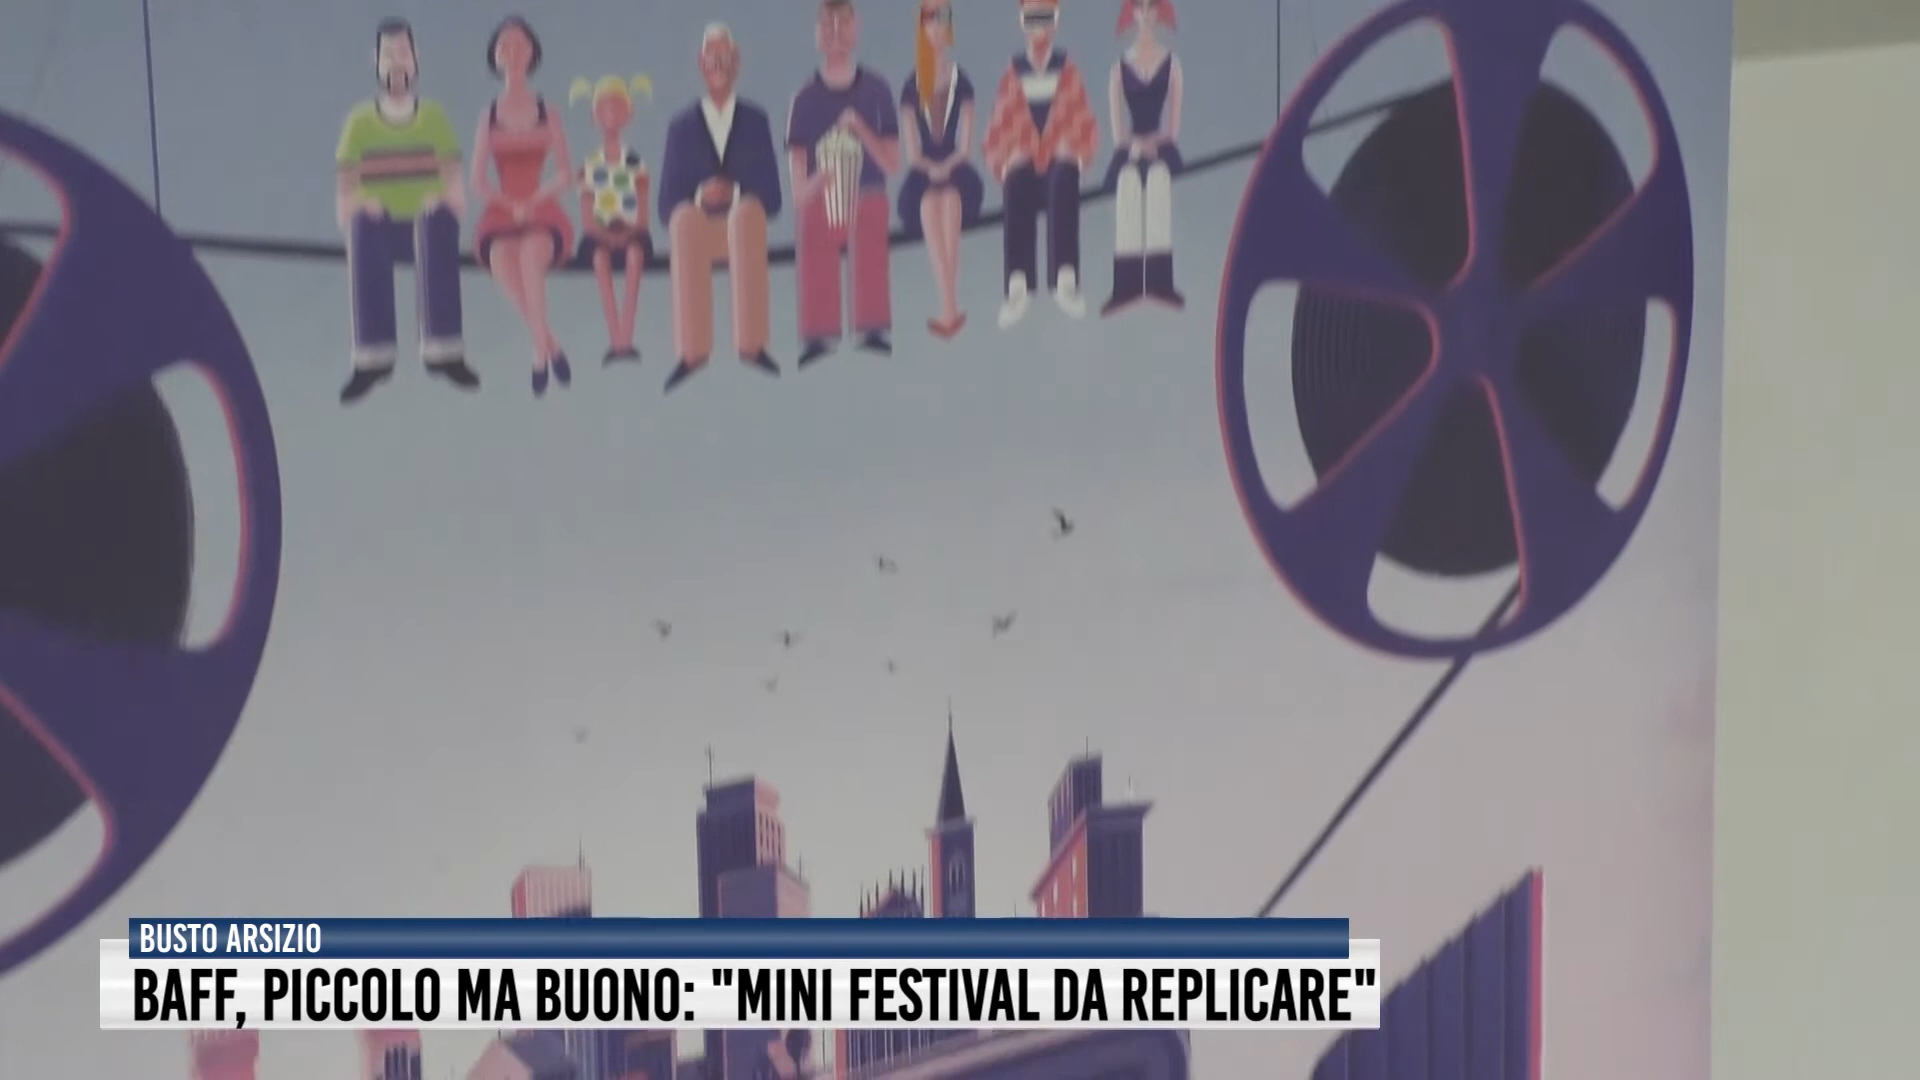 BUSTO ARSIZIO
BAFF, PICCOLO MA BUONO: "MINI FESTIVAL DA REPLICARE"